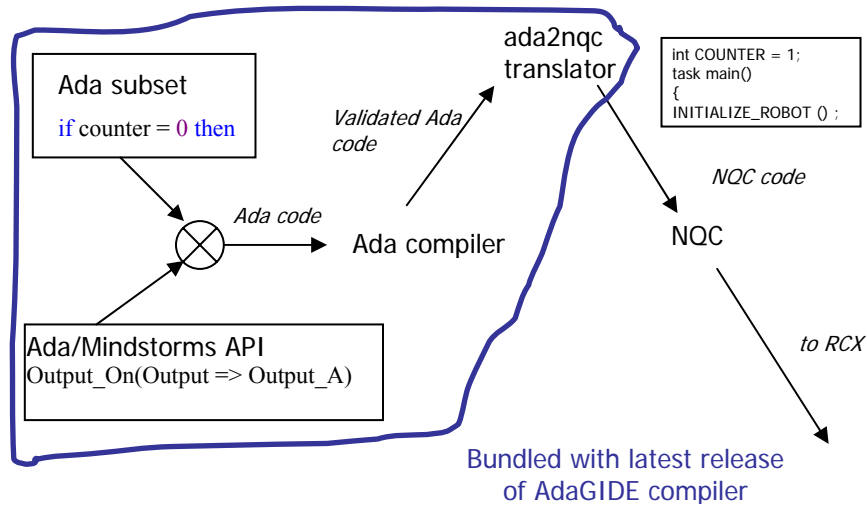 Ada subset
if counter = 0 then
Ada/Mindstorms API
Output_On(Output => Output_A)
Ada code
Ada compiler
Validated Ada
code
ada2nqc
translator
int COUNTER = 1;
task main()
{
INITIALIZE_ROBOT () ;
NQC code
NQC
to RCX
Bundled with latest release
of AdaGIDE compiler